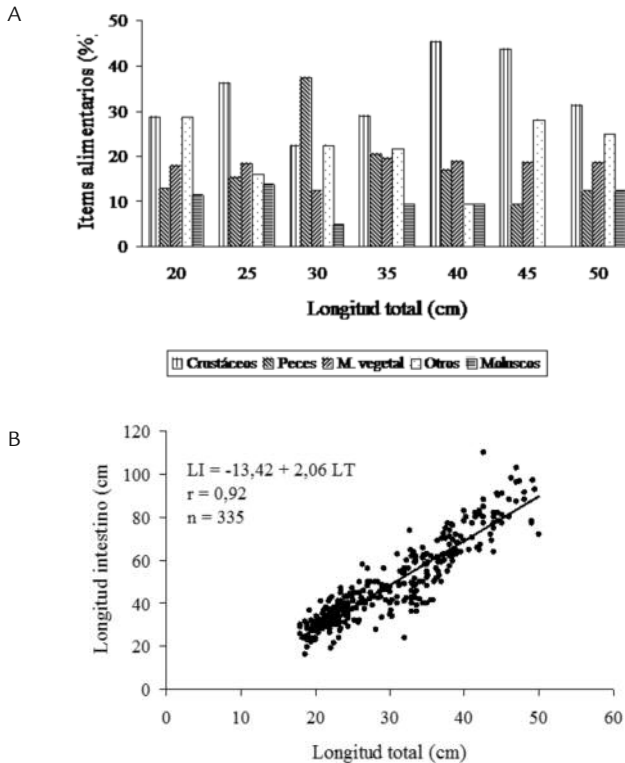 A
50
40
30
20
10
0
Items alimentarios (%)
20 25 30 35 40 45 50
Longitud total (cm)
Crustáceos Peces M. vegetal Otros Moluscos
B
120
100
80
60
40
20
0
Longitud intestino (cm
LI = -13,42 + 2,06 LT
r = 0,92
n = 335
0 10 20 30 40 50 60
Longitud total (cm)